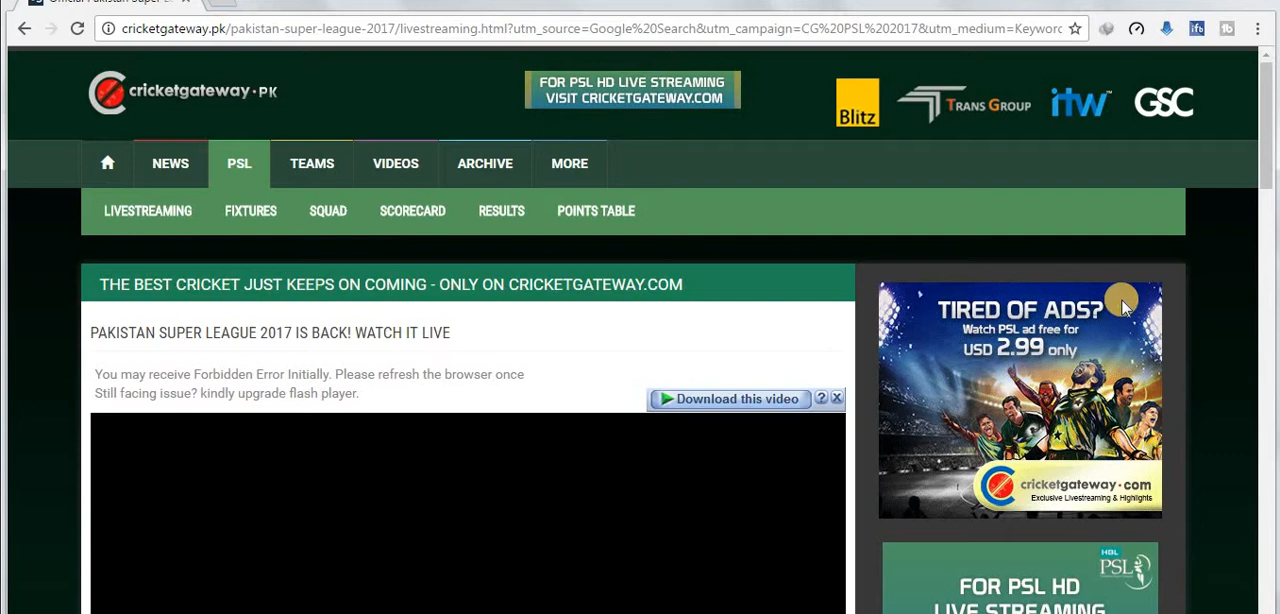 cricketgateway.pk/pakistan-super-league-2017/livestreaming.html?utm_source=Google%20Search&utm_campaign=CG%20PSL%202017&utm_medium=Keyword
cricketgateway.PK
FOR PSL HD LIVE STREAMING
VISIT CRICKETGATEWAY.COM
Blitz
TRANS GROUP
itw™
GSC
NEWS
PSL
TEAMS
VIDEOS
ARCHIVE
MORE
LIVESTREAMING
FIXTURES
SQUAD
SCORECARD
RESULTS
POINTS TABLE
THE BEST CRICKET JUST KEEPS ON COMING - ONLY ON CRICKETGATEWAY.COM
PAKISTAN SUPER LEAGUE 2017 IS BACK! WATCH IT LIVE
You may receive Forbidden Error Initially. Please refresh the browser once
Still facing issue? kindly upgrade flash player.
Download this video
TIRED OF ADS?
Watch PSL ad free for
USD 2.99 only
cricketgateway.com
Exclusive Livestreaming & Highlights
HBL
PSL
FOR PSL HD
LIVE STREAMING